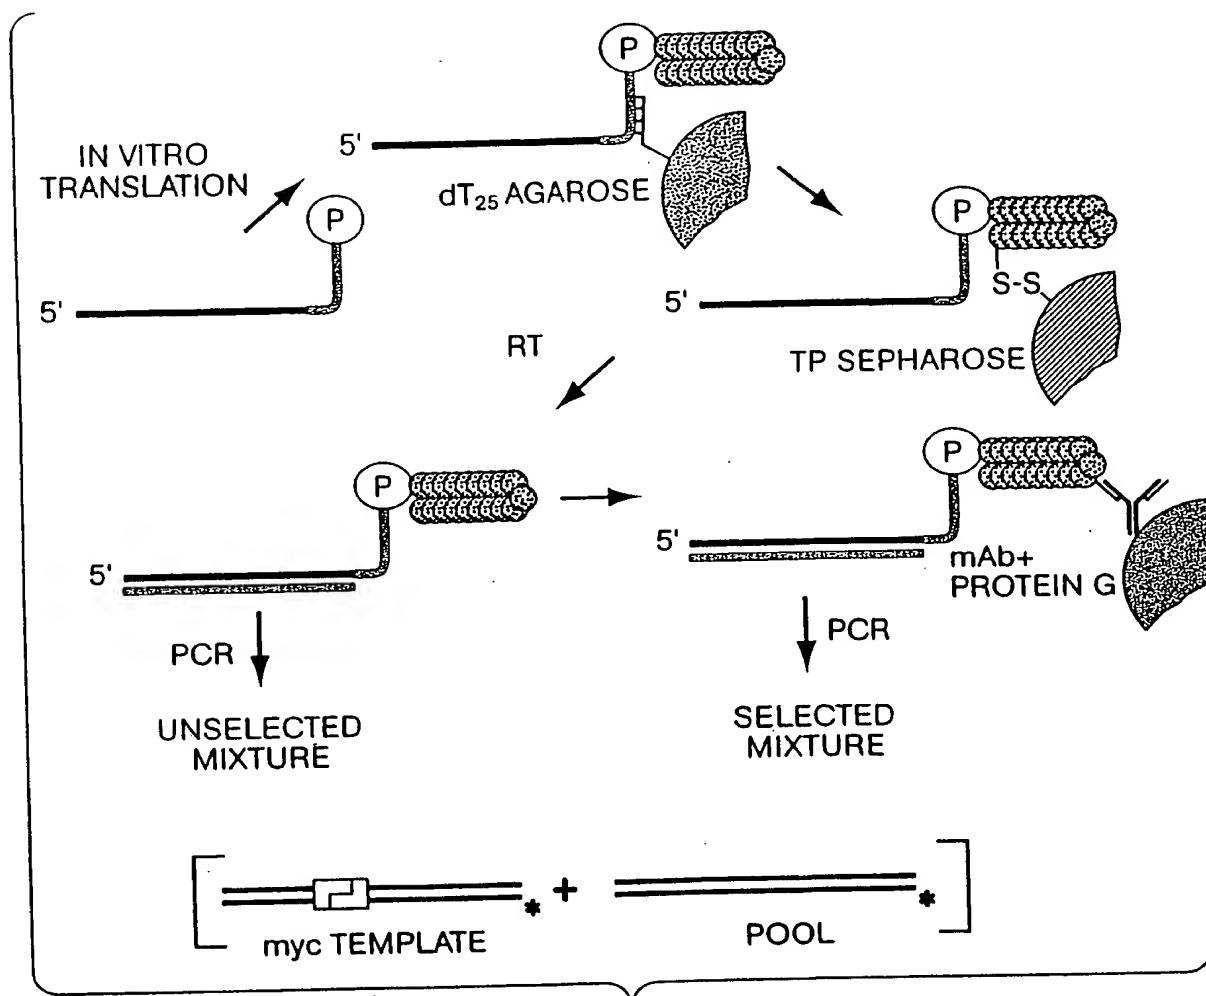 P
5'
IN VITRO
TRANSLATION
dT25 AGAROSE
P
P
5'
S-S
5'
RT
TP SEPHAROSE
P
P
5'
mAb+
PROTEIN G
5'
PCR
PCR
UNSELECTED
MIXTURE
SELECTED
MIXTURE
* + *
myc TEMPLATE
POOL